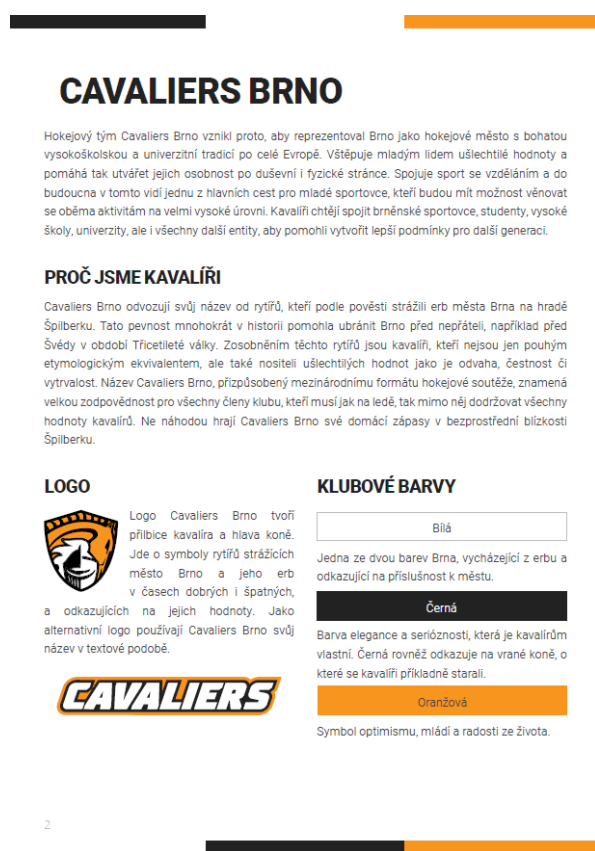 CAVALIERS BRNO
Hokejový tým Cavaliers Brno vznikl proto, aby reprezentoval Brno jako hokejové město s bohatou
vysokoškolskou a univerzitní tradicí po celé Evropě. Vštěpuje mladým lidem ušlechtilé hodnoty a
pomáhá tak utvářet jejich osobnost po duševní i fyzické stránce. Spojuje sport se vzděláním a do
budoucna v tomto vidí jednu z hlavních cest pro mladé sportovce, kteří budou mít možnost věnovat
se oběma aktivitám na velmi vysoké úrovni. Kavalíři chtějí spojit brněnské sportovce, studenty, vysoké
školy, univerzity, ale i všechny další entity, aby pomohli vytvořit lepší podmínky pro další generaci.
PROČ JSME KAVALÍŘI
Cavaliers Brno odvozují svůj název od rytířů, kteří podle pověsti strážili erb města Brna na hradě
Špilberku. Tato pevnost mnohokrát v historii pomohla ubránit Brno před nepřáteli, například před
Švédy v období Třicetileté války. Zosobněním těchto rytířů jsou kavalíři, kteří nejsou jen pouhým
etymologickým ekvivalentem, ale také nositeli ušlechtilých hodnot jako je odvaha, čestnost či
vytrvalost. Název Cavaliers Brno, přizpůsobený mezinárodnímu formátu hokejové soutěže, znamená
velkou zodpovědnost pro všechny členy klubu, kteří musí jak na ledě, tak mimo něj dodržovat všechny
hodnoty kavalírů. Ne náhodou hrají Cavaliers Brno své domácí zápasy v bezprostřední blízkosti
Špilberku.
LOGO
Logo Cavaliers Brno tvoří
přilbice kavalíra a hlava koně.
Jde o symboly rytířů strážících
město Brno a jeho erb
v časech dobrých i špatných,
a odkazujících na jejich hodnoty. Jako
alternativní logo používají Cavaliers Brno svůj
název v textové podobě.
CAVALIERS
KLUBOVÉ BARVY
Bílá
Jedna ze dvou barev Brna, vycházející z erbu a
odkazující na příslušnost k městu.
Černá
Barva elegance a serióznosti, která je kavalírům
vlastní. Černá rovněž odkazuje na vrané koně, o
které se kavalíři příkladně starali.
Oranžová
Symbol optimismu, mládí a radosti ze života.
2